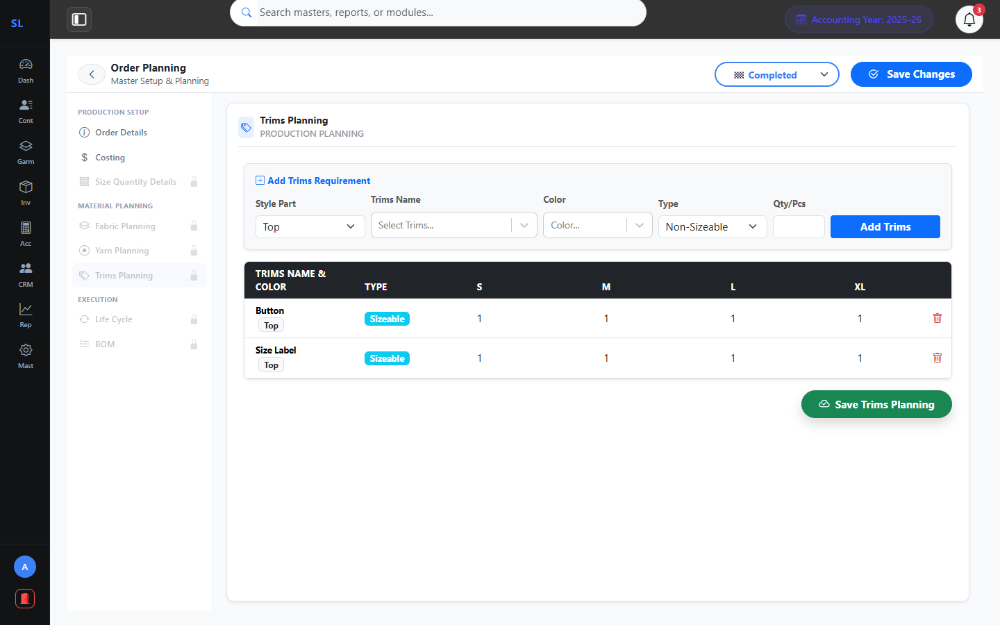 SL
Search masters, reports, or modules...
Accounting Year: 2025-26
3
Dash
Cont
Garm
Inv
Acc
CRM
Rep
Mast
A
Order Planning
Master Setup & Planning
Completed
Save Changes
PRODUCTION SETUP
Order Details
Costing
Size Quantity Details
MATERIAL PLANNING
Fabric Planning
Yarn Planning
Trims Planning
EXECUTION
Life Cycle
BOM
Trims Planning
PRODUCTION PLANNING
Add Trims Requirement
Style Part
Trims Name
Color
Type
Qty/Pcs
Top
Select Trims...
Color...
Non-Sizeable
Add Trims
TRIMS NAME & COLOR TYPE S M L XL
Button
Top
Sizeable 1 1 1 1
Size Label
Top
Sizeable 1 1 1 1
Save Trims Planning